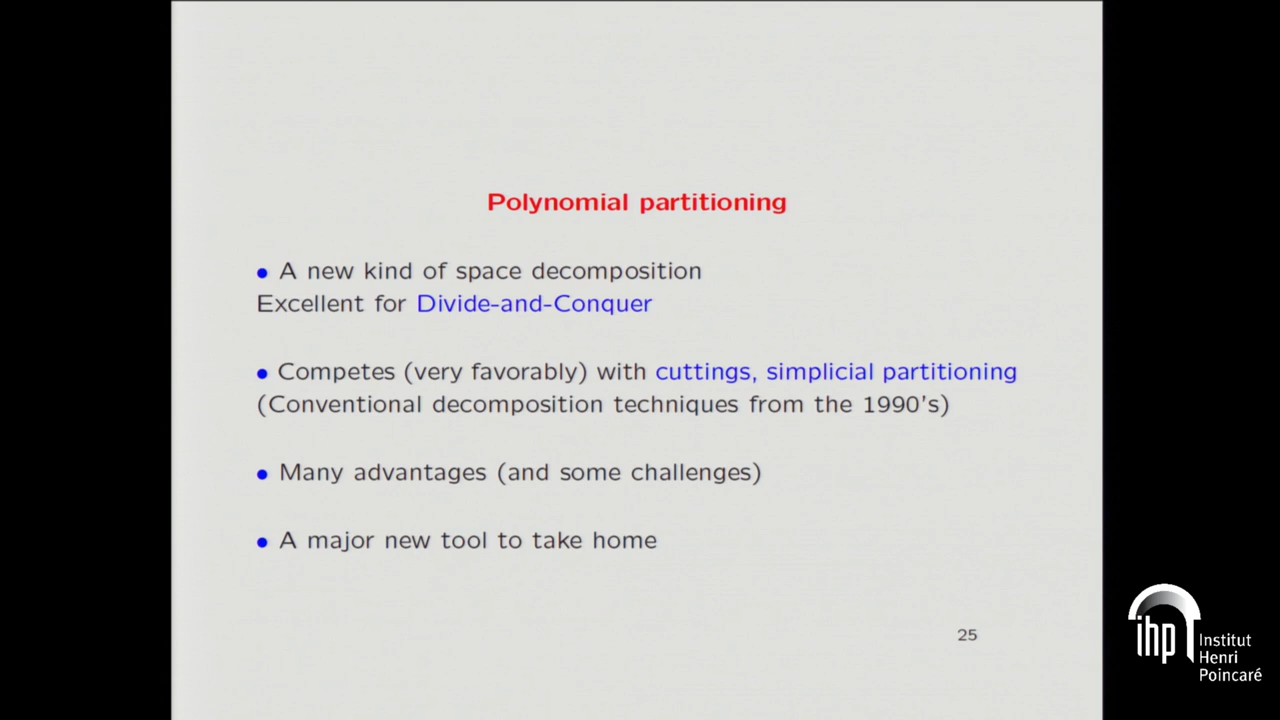 Polynomial partitioning
• A new kind of space decomposition
Excellent for Divide-and-Conquer
• Competes (very favorably) with cuttings, simplicial partitioning
(Conventional decomposition techniques from the 1990's)
• Many advantages (and some challenges)
• A major new tool to take home
25
ihp
Institut
Henri
Poincaré